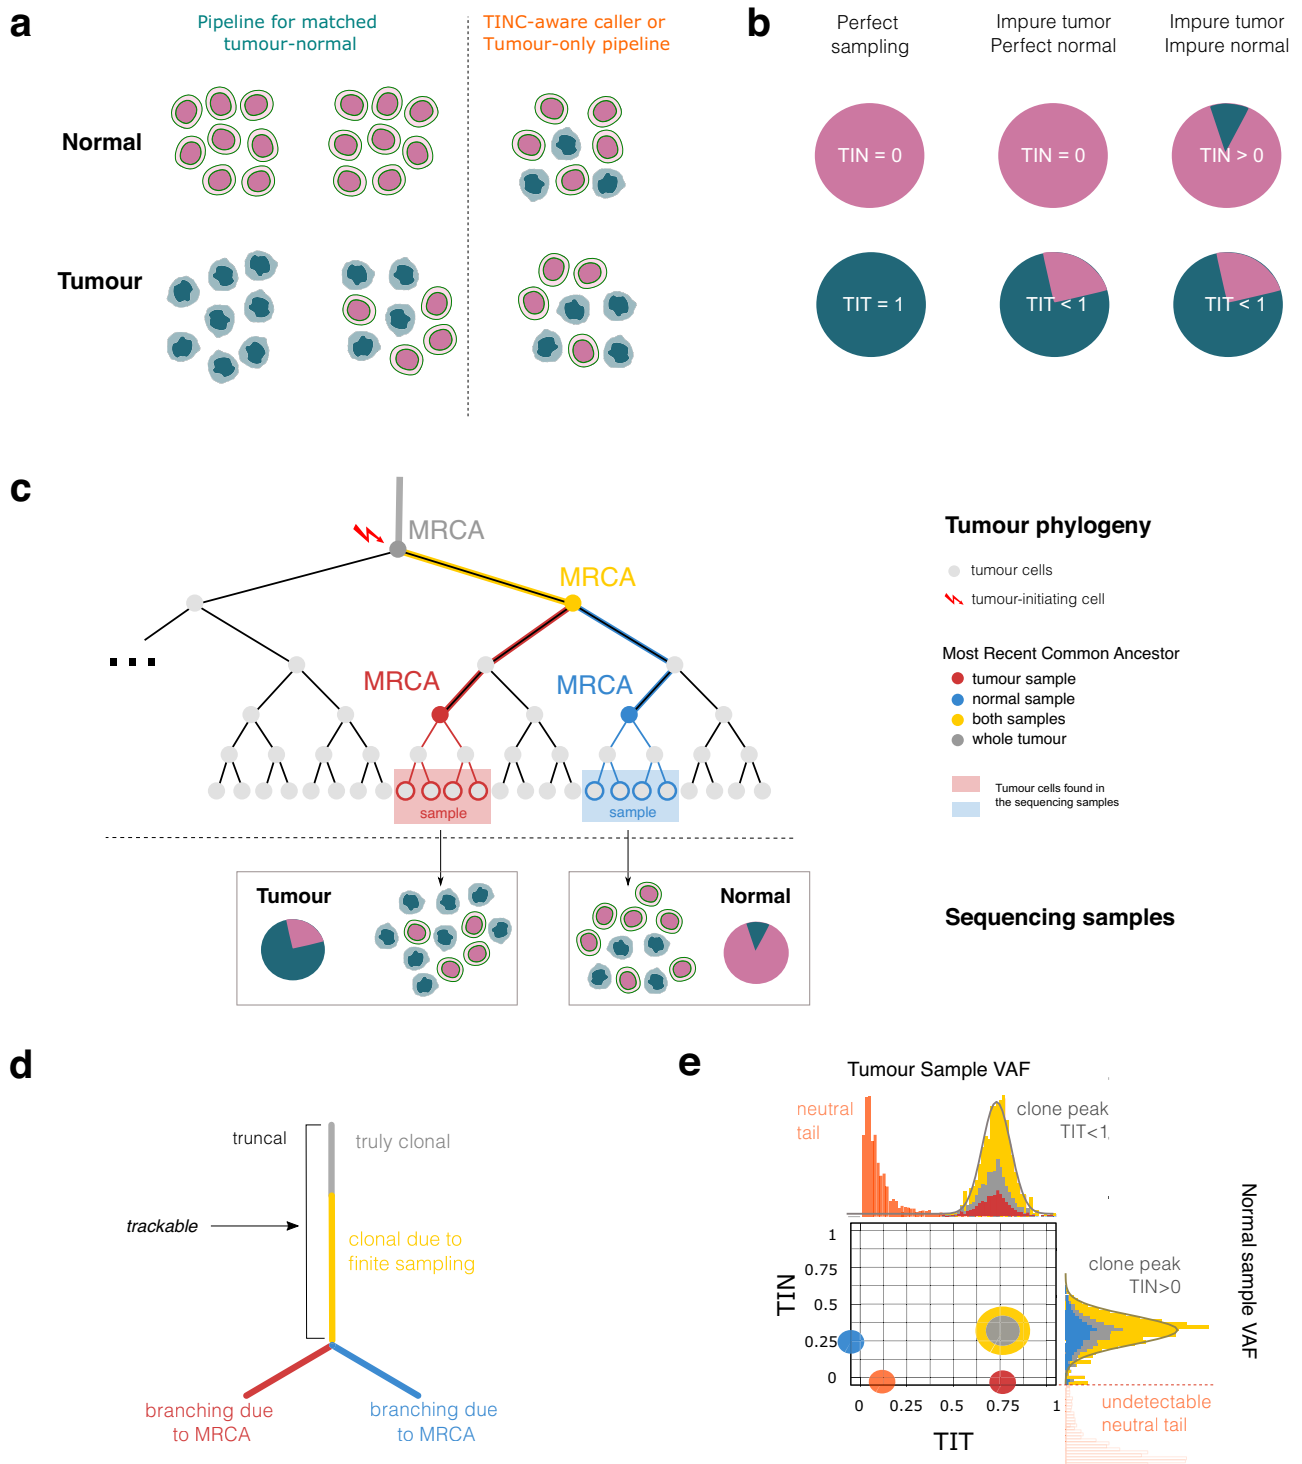 a
Pipeline for matched
tumour-normal
TINC-aware caller or
Tumour-only pipeline
Normal
Tumour
b
Perfect
sampling
Impure tumor
Perfect normal
Impure tumor
Impure normal
TIN = 0
TIN = 0
TIN > 0
TIT = 1
TIT < 1
TIT < 1
c
MRCA
MRCA
MRCA
MRCA
sample
sample
Tumour
Normal
Tumour phylogeny
tumour cells
tumour-initiating cell
Most Recent Common Ancestor
tumour sample
normal sample
both samples
whole tumour
Tumour cells found in
the sequencing samples
Sequencing samples
d
truncal
truly clonal
trackable
clonal due to
finite sampling
branching due
to MRCA
branching due
to MRCA
e
Tumour Sample VAF
neutral
tail
clone peak
TIT<1
TIN
1
0.75
0.5
0.25
0
0 0.25 0.5 0.75 1
TIT
clone peak
TIN>0
Normal sample VAF
undetectable
neutral tail